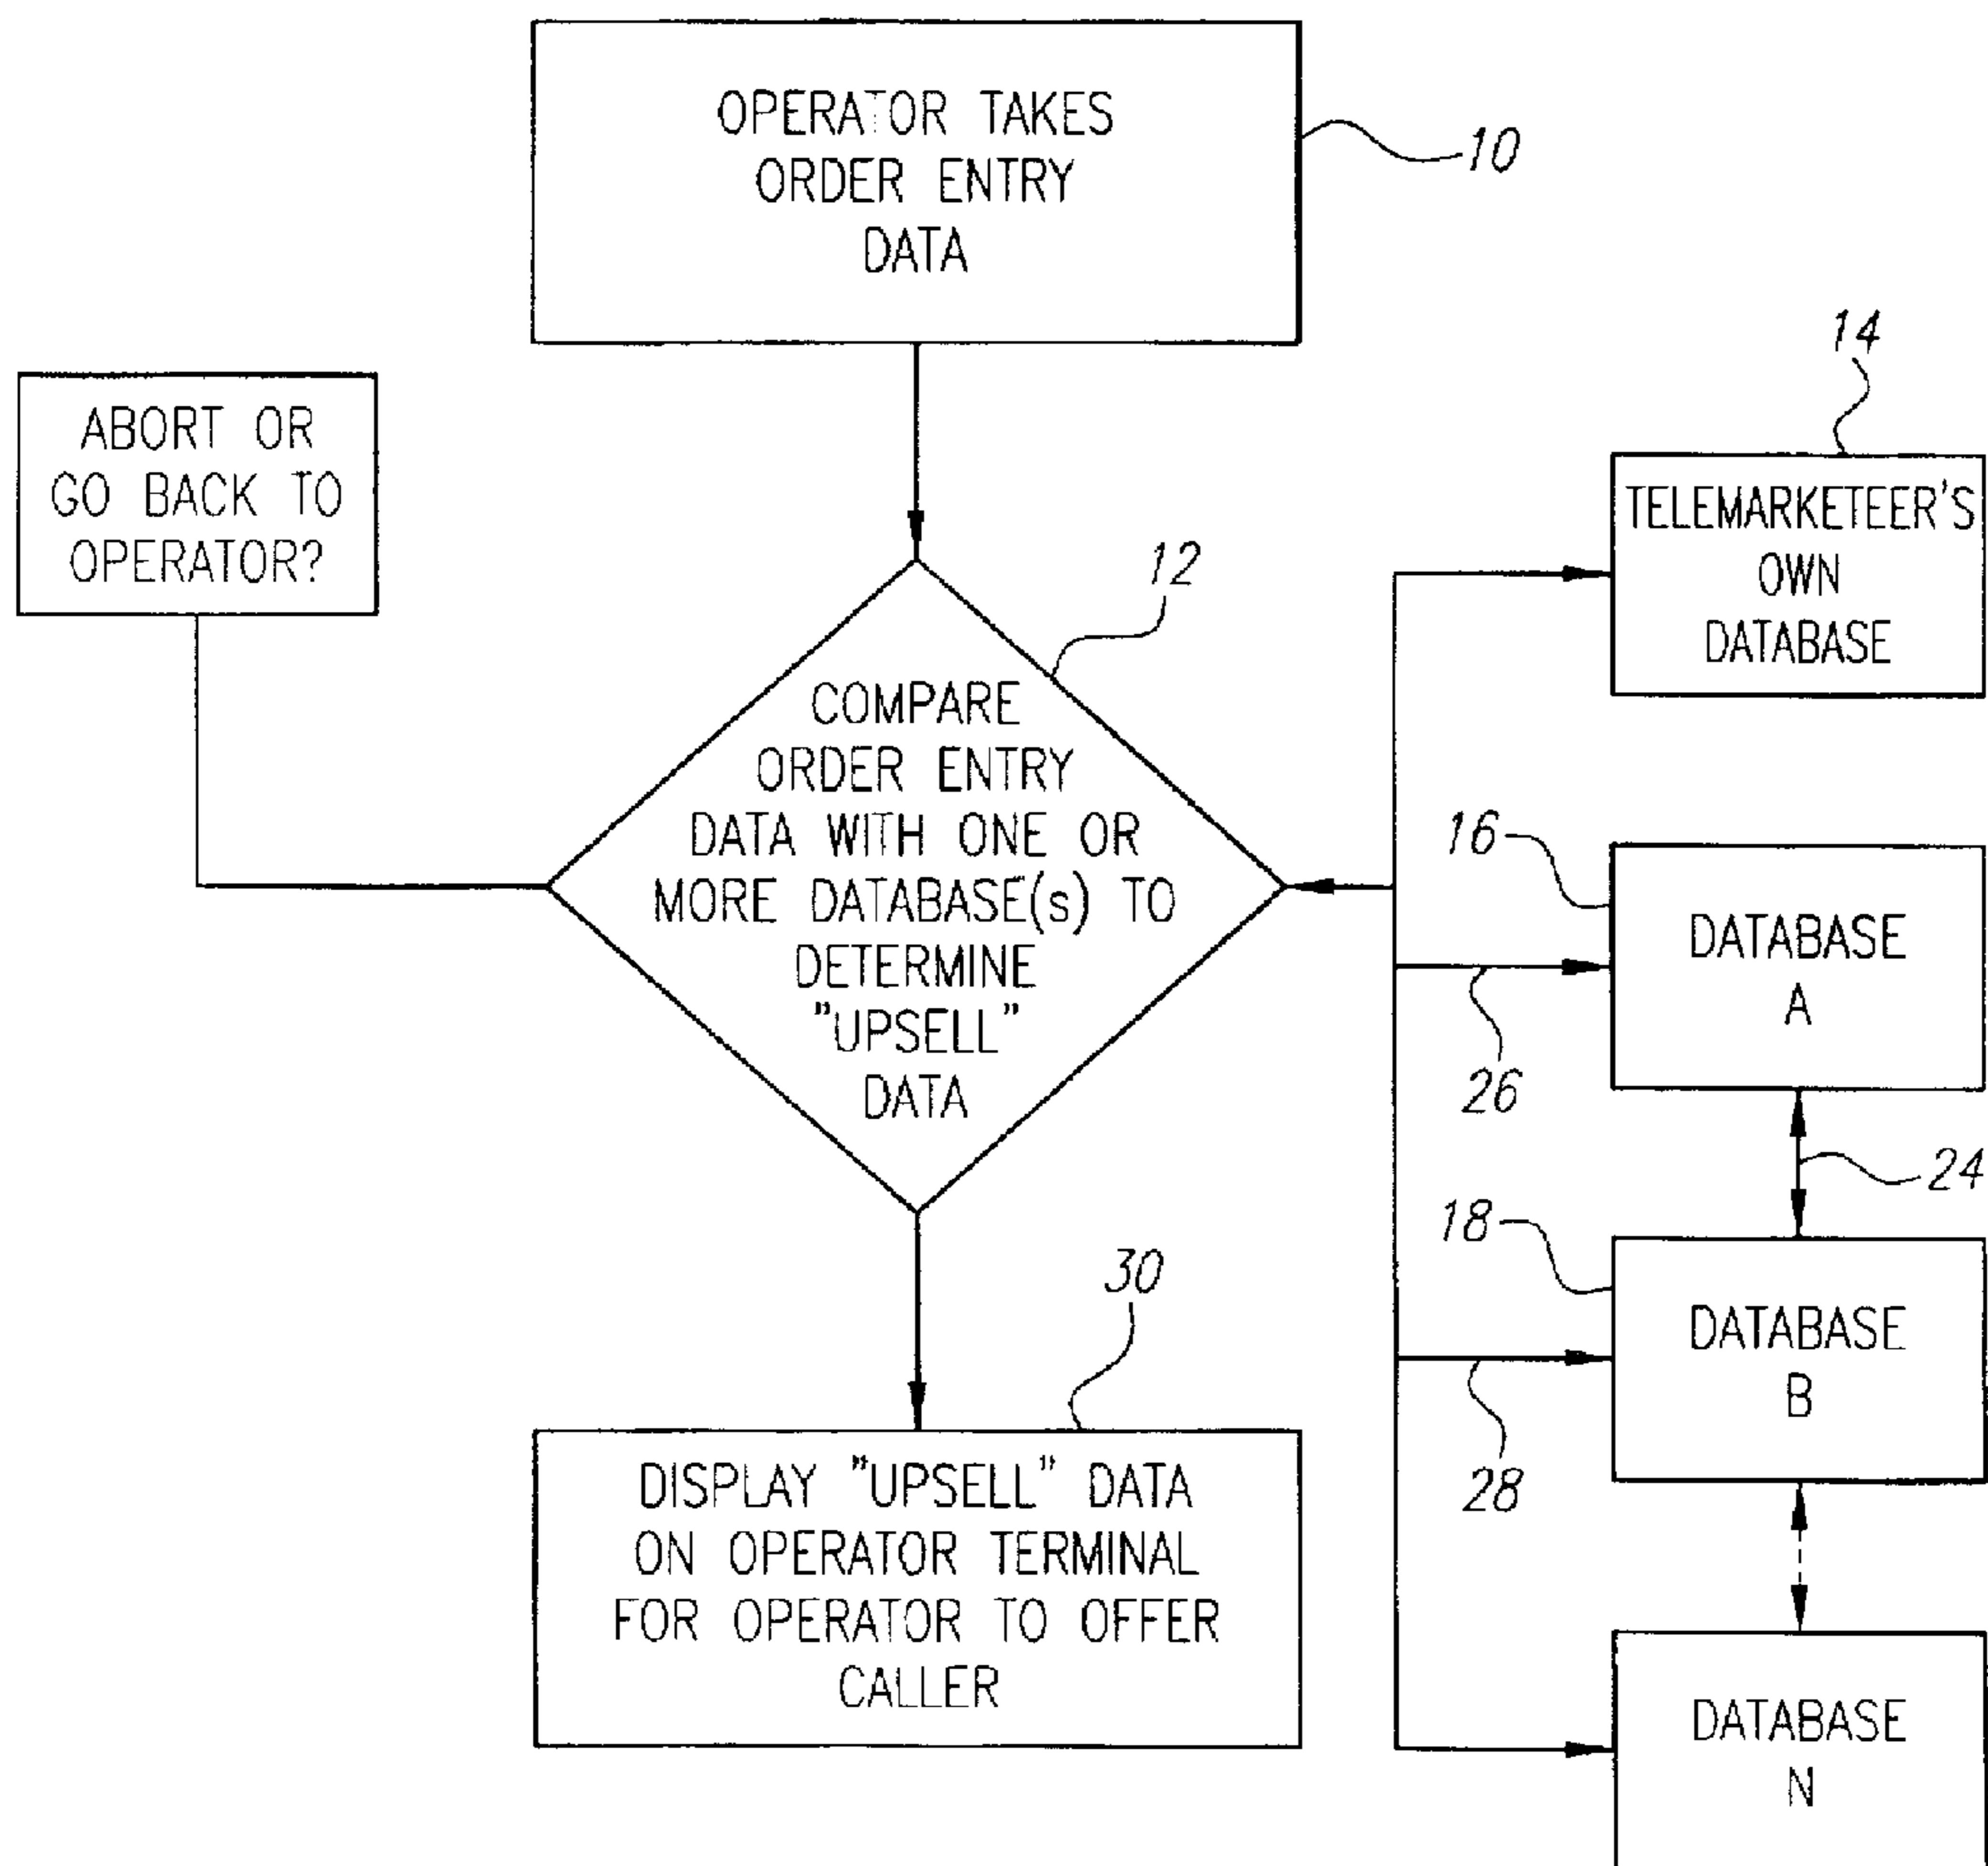 OPERATOR TAKES
ORDER ENTRY
DATA
10
ABORT OR
GO BACK TO
OPERATOR?
14
TELEMARKETEER'S
OWN
DATABASE
12
COMPARE
ORDER ENTRY
DATA WITH ONE OR
MORE DATABASE(s) TO
DETERMINE
"UPSELL"
DATA
16
DATABASE
A
26
24
18
DATABASE
B
28
30
DISPLAY "UPSELL" DATA
ON OPERATOR TERMINAL
FOR OPERATOR TO OFFER
CALLER
DATABASE
N